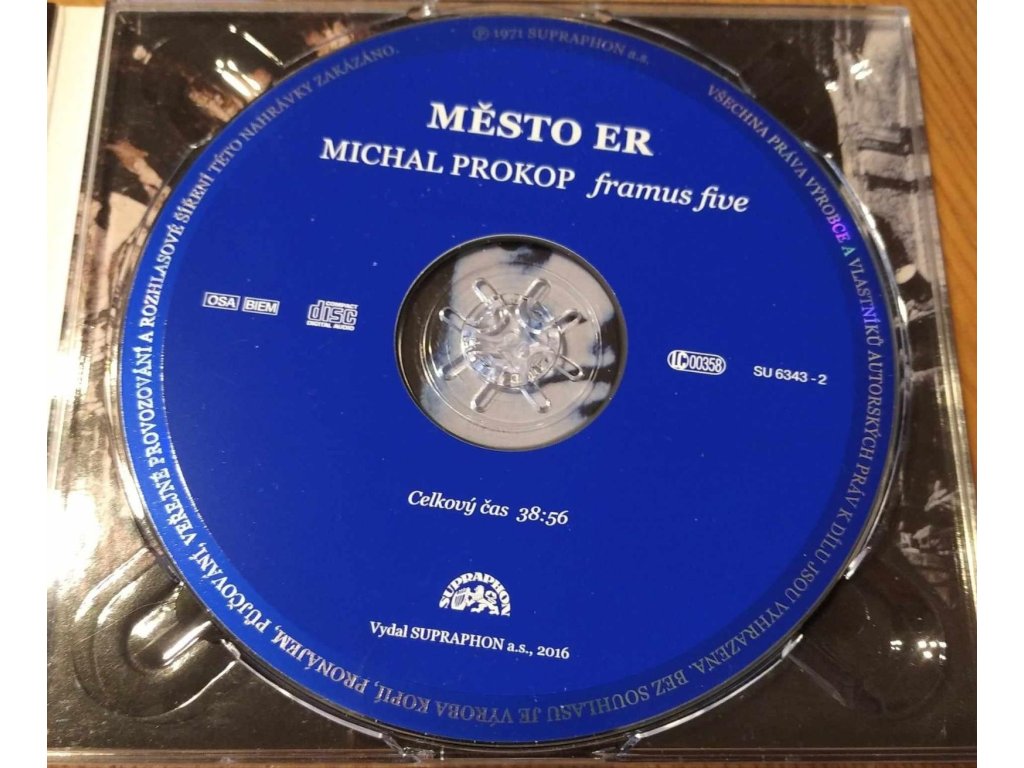 ℗ 1971 SUPRAPHON a.s.
VŠECHNA PRÁVA VÝROBCE A VLASTNÍKŮ AUTORSKÝCH PRÁV K DÍLU JSOU VYHRAZENA. BEZ SOUHLASU JE VÝROBA KOPIÍ, PRONÁJEM, PŮJČOVÁNÍ, VEŘEJNÉ PROVOZOVÁNÍ A ROZHLASOVÉ ŠÍŘENÍ TÉTO NAHRÁVKY ZAKÁZÁNO.
MĚSTO ER
MICHAL PROKOP framus five
OSA BIEM
COMPACT
disc
DIGITAL AUDIO
LC 00358
SU 6343 - 2
Celkový čas 38:56
SUPRAPHON
Vydal SUPRAPHON a.s., 2016